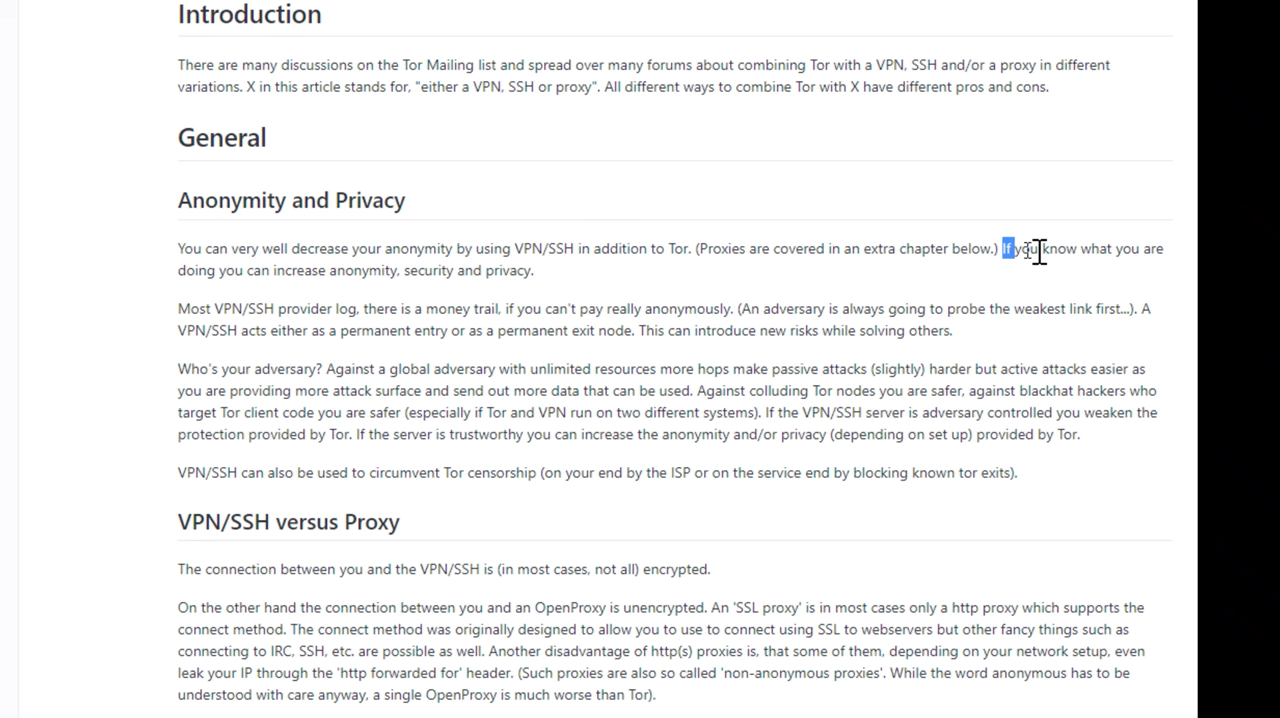 Introduction
There are many discussions on the Tor Mailing list and spread over many forums about combining Tor with a VPN, SSH and/or a proxy in different
variations. X in this article stands for, "either a VPN, SSH or proxy". All different ways to combine Tor with X have different pros and cons.
General
Anonymity and Privacy
You can very well decrease your anonymity by using VPN/SSH in addition to Tor. (Proxies are covered in an extra chapter below.) If you know what you are
doing you can increase anonymity, security and privacy.
Most VPN/SSH provider log, there is a money trail, if you can't pay really anonymously. (An adversary is always going to probe the weakest link first...). A
VPN/SSH acts either as a permanent entry or as a permanent exit node. This can introduce new risks while solving others.
Who's your adversary? Against a global adversary with unlimited resources more hops make passive attacks (slightly) harder but active attacks easier as
you are providing more attack surface and send out more data that can be used. Against colluding Tor nodes you are safer, against blackhat hackers who
target Tor client code you are safer (especially if Tor and VPN run on two different systems). If the VPN/SSH server is adversary controlled you weaken the
protection provided by Tor. If the server is trustworthy you can increase the anonymity and/or privacy (depending on set up) provided by Tor.
VPN/SSH can also be used to circumvent Tor censorship (on your end by the ISP or on the service end by blocking known tor exits).
VPN/SSH versus Proxy
The connection between you and the VPN/SSH is (in most cases, not all) encrypted.
On the other hand the connection between you and an OpenProxy is unencrypted. An 'SSL proxy' is in most cases only a http proxy which supports the
connect method. The connect method was originally designed to allow you to use to connect using SSL to webservers but other fancy things such as
connecting to IRC, SSH, etc. are possible as well. Another disadvantage of http(s) proxies is, that some of them, depending on your network setup, even
leak your IP through the 'http forwarded for' header. (Such proxies are also so called 'non-anonymous proxies'. While the word anonymous has to be
understood with care anyway, a single OpenProxy is much worse than Tor).